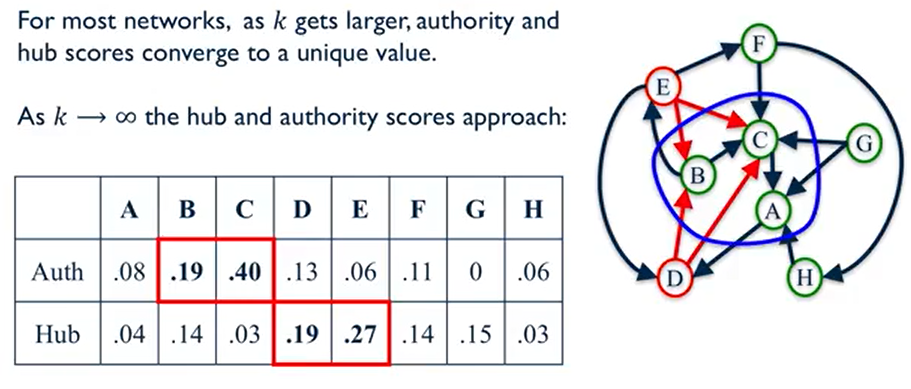 For most networks, as k gets larger, authority and
hub scores converge to a unique value.
As k → ∞ the hub and authority scores approach:
A B C D E F G H
Auth .08 .19 .40 .13 .06 .11 0 .06
Hub .04 .14 .03 .19 .27 .14 .15 .03
F
E
C
G
B
A
D
H